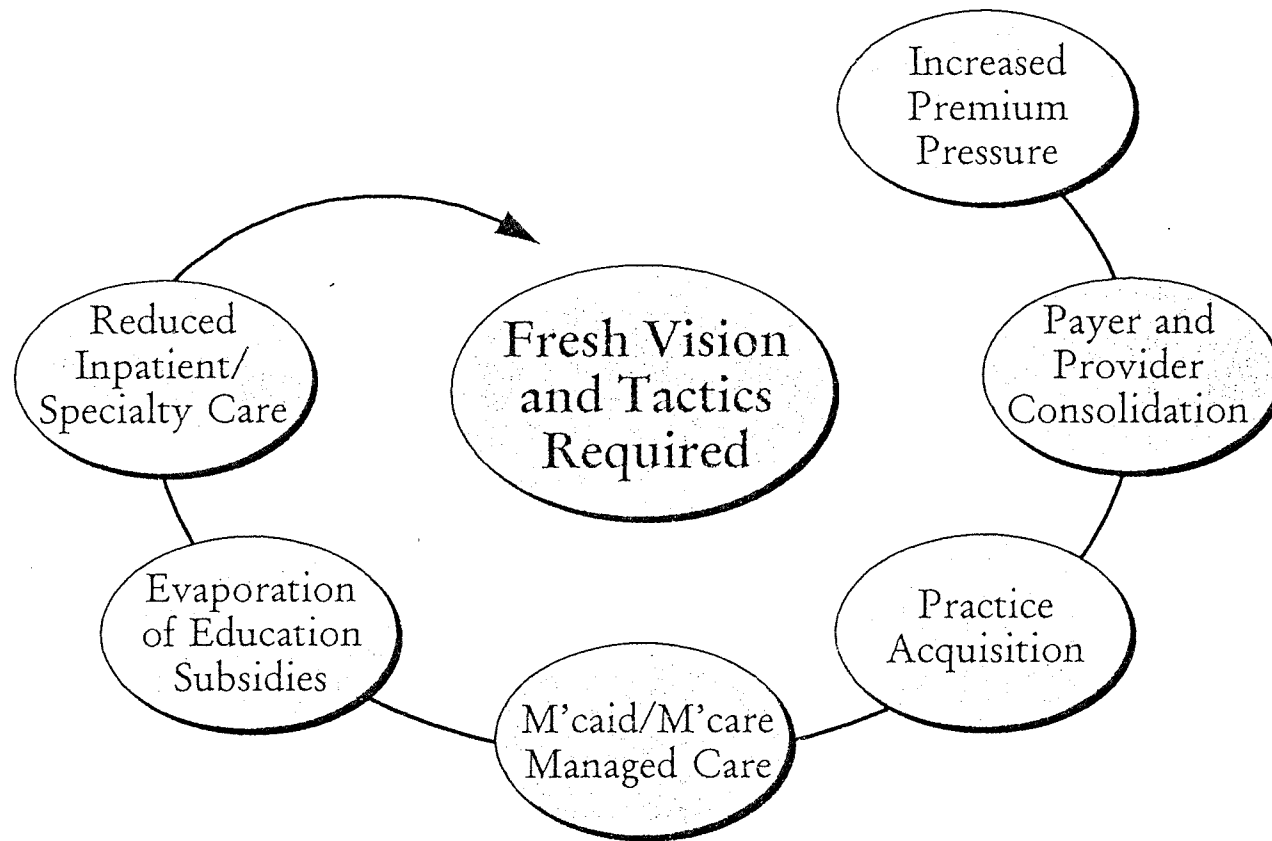 Increased
Premium
Pressure
Payer and
Provider
Consolidation
Practice
Acquisition
M'caid/M'care
Managed Care
Evaporation
of Education
Subsidies
Reduced
Inpatient/
Specialty Care
Fresh Vision
and Tactics
Required